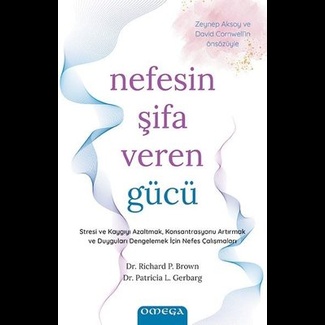 Zeynep Aksoy ve
David Cornwell'in
önsözüyle
nefesin
şifa
veren
gücü
Stresi ve Kaygıyı Azaltmak, Konsantrasyonu Artırmak
ve Duyguları Dengelemek İçin Nefes Çalışmaları
Dr. Richard P. Brown
Dr. Patricia L. Gerbarg
OMEGA